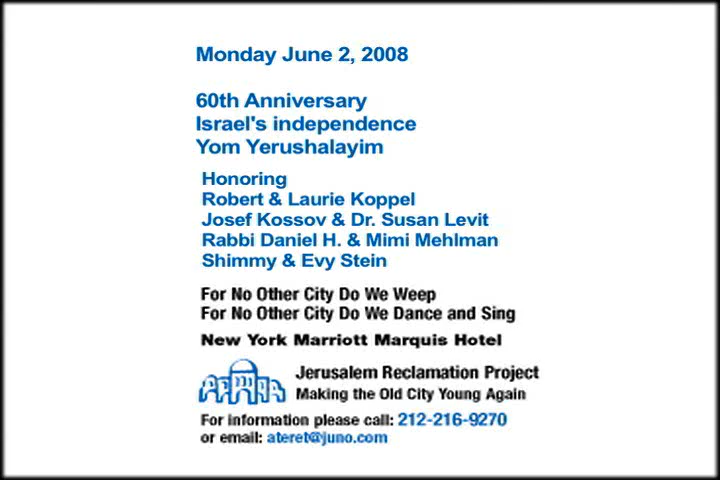 Monday June 2, 2008
60th Anniversary
Israel's independence
Yom Yerushalayim
Honoring
Robert & Laurie Koppel
Josef Kossov & Dr. Susan Levit
Rabbi Daniel H. & Mimi Mehlman
Shimmy & Evy Stein
For No Other City Do We Weep
For No Other City Do We Dance and Sing
New York Marriott Marquis Hotel
Jerusalem Reclamation Project
Making the Old City Young Again
For information please call: 212-216-9270
or email: ateret@juno.com